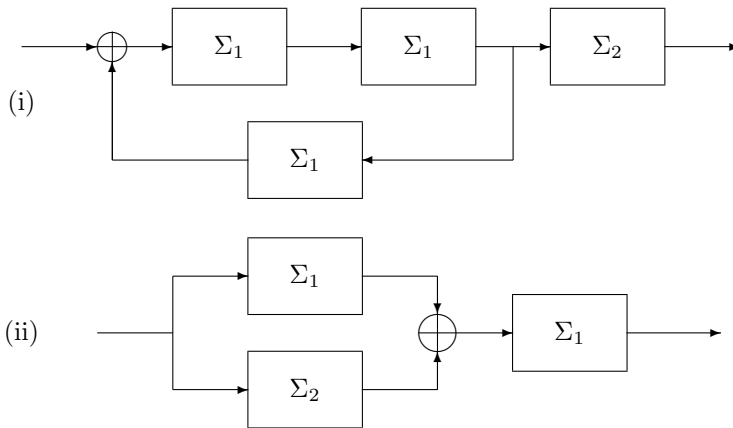 Σ₁ Σ₁ Σ₂
(i)
Σ₁
Σ₁
(ii) Σ₁
Σ₂